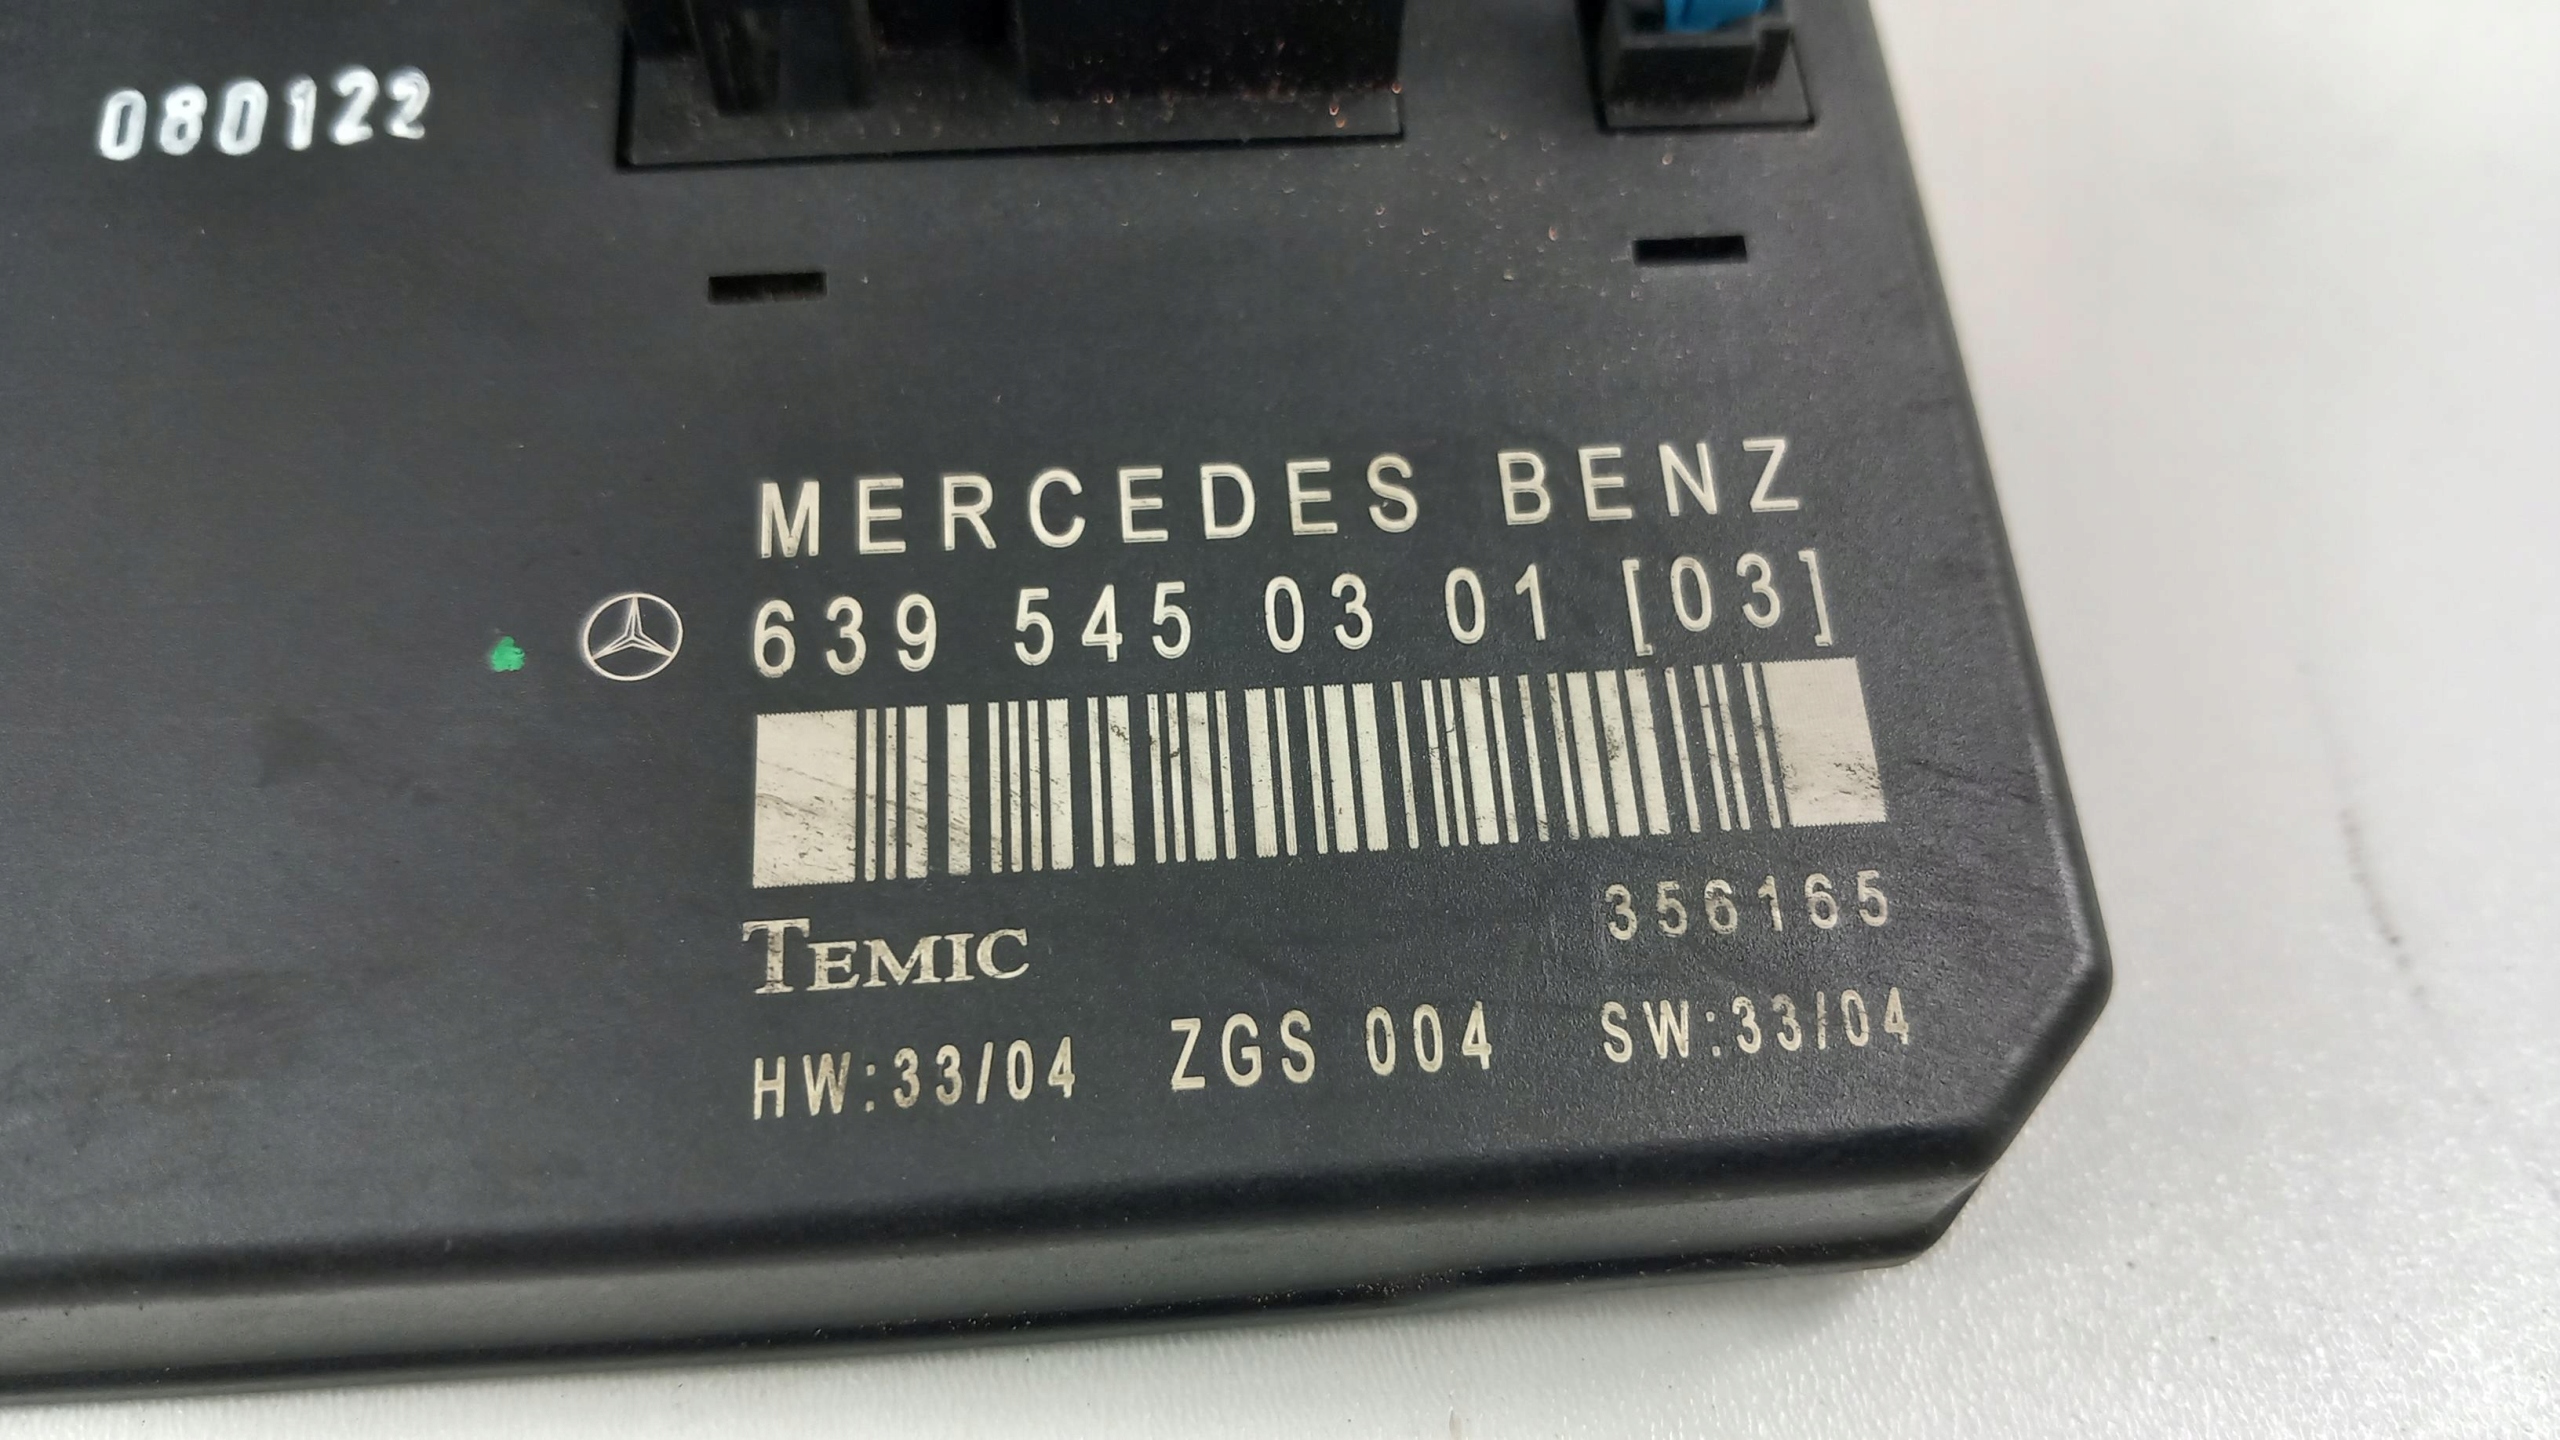 080122
MERCEDES BENZ
639 545 03 01 [03]
356165
TEMIC
HW:33/04 ZGS 004 SW:33/04